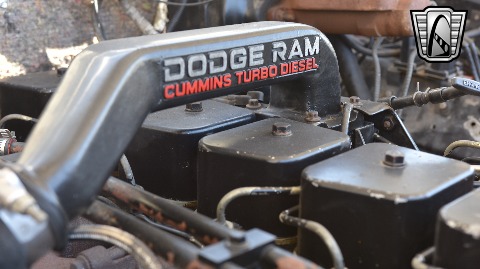 DODGE RAM
CUMMINS TURBO DIESEL